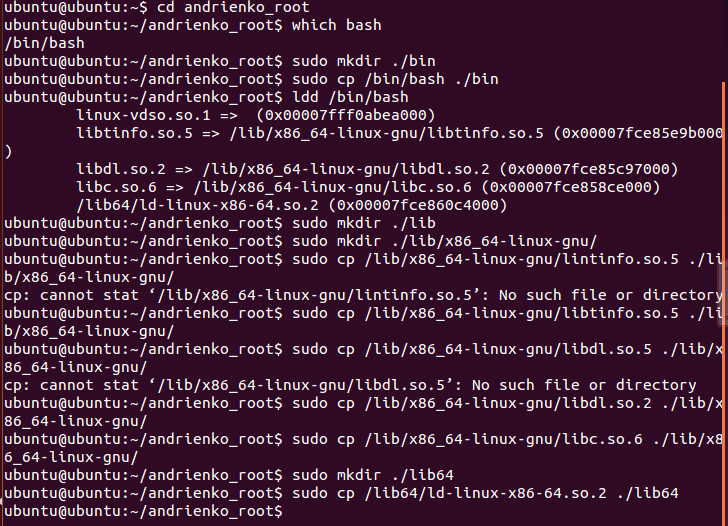 ubuntu@ubuntu:~$ cd andrienko_root
ubuntu@ubuntu:~/andrienko_root$ which bash
/bin/bash
ubuntu@ubuntu:~/andrienko_root$ sudo mkdir ./bin
ubuntu@ubuntu:~/andrienko_root$ sudo cp /bin/bash ./bin
ubuntu@ubuntu:~/andrienko_root$ ldd /bin/bash
        linux-vdso.so.1 =>  (0x00007fff0abea000)
        libtinfo.so.5 => /lib/x86_64-linux-gnu/libtinfo.so.5 (0x00007fce85e9b000
)
        libdl.so.2 => /lib/x86_64-linux-gnu/libdl.so.2 (0x00007fce85c97000)
        libc.so.6 => /lib/x86_64-linux-gnu/libc.so.6 (0x00007fce858ce000)
        /lib64/ld-linux-x86-64.so.2 (0x00007fce860c4000)
ubuntu@ubuntu:~/andrienko_root$ sudo mkdir ./lib
ubuntu@ubuntu:~/andrienko_root$ sudo mkdir ./lib/x86_64-linux-gnu/
ubuntu@ubuntu:~/andrienko_root$ sudo cp /lib/x86_64-linux-gnu/lintinfo.so.5 ./li
b/x86_64-linux-gnu/
cp: cannot stat ‘/lib/x86_64-linux-gnu/lintinfo.so.5’: No such file or directory
ubuntu@ubuntu:~/andrienko_root$ sudo cp /lib/x86_64-linux-gnu/libtinfo.so.5 ./li
b/x86_64-linux-gnu/
ubuntu@ubuntu:~/andrienko_root$ sudo cp /lib/x86_64-linux-gnu/libdl.so.5 ./lib/x
86_64-linux-gnu/
cp: cannot stat ‘/lib/x86_64-linux-gnu/libdl.so.5’: No such file or directory
ubuntu@ubuntu:~/andrienko_root$ sudo cp /lib/x86_64-linux-gnu/libdl.so.2 ./lib/x
86_64-linux-gnu/
ubuntu@ubuntu:~/andrienko_root$ sudo cp /lib/x86_64-linux-gnu/libc.so.6 ./lib/x8
6_64-linux-gnu/
ubuntu@ubuntu:~/andrienko_root$ sudo mkdir ./lib64
ubuntu@ubuntu:~/andrienko_root$ sudo cp /lib64/ld-linux-x86-64.so.2 ./lib64
ubuntu@ubuntu:~/andrienko_root$